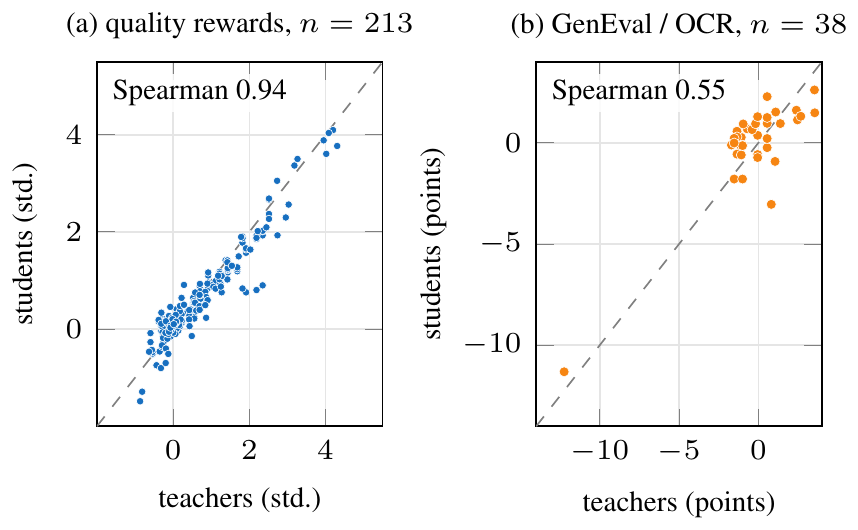 (a) quality rewards, n = 213
Spearman 0.94
4
2
0
students (std.)
0 2 4
teachers (std.)
(b) GenEval / OCR, n = 38
Spearman 0.55
0
−5
−10
students (points)
−10 −5 0
teachers (points)